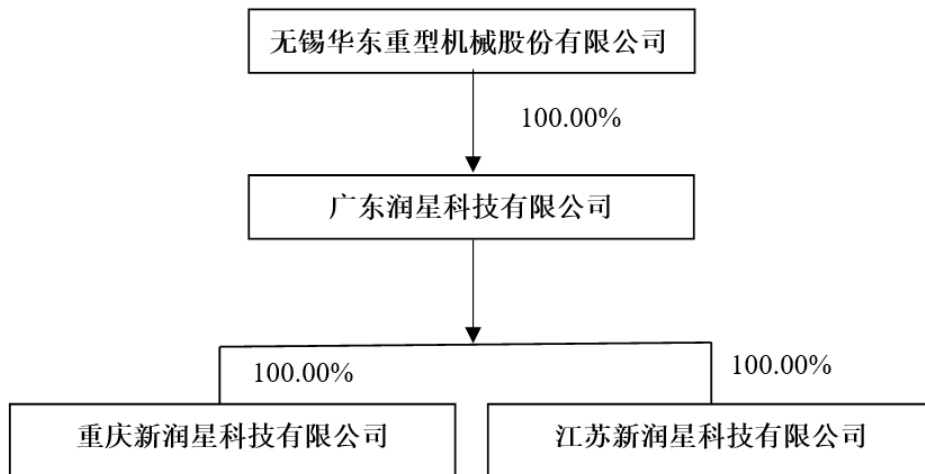 无锡华东重型机械股份有限公司
100.00%
广东润星科技有限公司
100.00%
100.00%
重庆新润星科技有限公司
江苏新润星科技有限公司